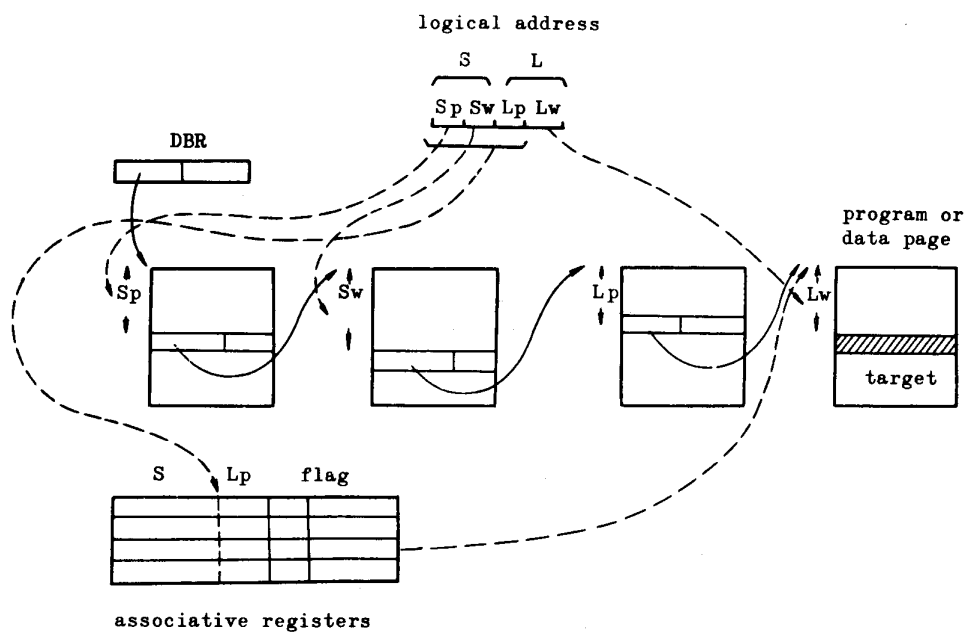 logical address
S L
Sp Sw Lp Lw
DBR
program or
data page
Sp Sw Lp Lw
target
S Lp flag
associative registers